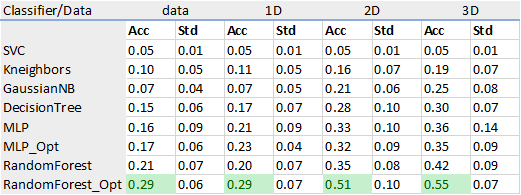 Classifier/Data data 1D 2D 3D
Acc Std Acc Std Acc Std Acc Std
SVC 0.05 0.01 0.05 0.01 0.05 0.01 0.05 0.01
Kneighbors 0.10 0.05 0.11 0.05 0.16 0.07 0.19 0.07
GaussianNB 0.07 0.04 0.07 0.05 0.21 0.06 0.25 0.08
DecisionTree 0.15 0.06 0.17 0.07 0.28 0.10 0.30 0.07
MLP 0.16 0.09 0.21 0.09 0.33 0.10 0.36 0.14
MLP_Opt 0.17 0.06 0.23 0.04 0.32 0.09 0.35 0.09
RandomForest 0.21 0.07 0.20 0.07 0.35 0.08 0.42 0.09
RandomForest_Opt 0.29 0.06 0.29 0.07 0.51 0.10 0.55 0.07